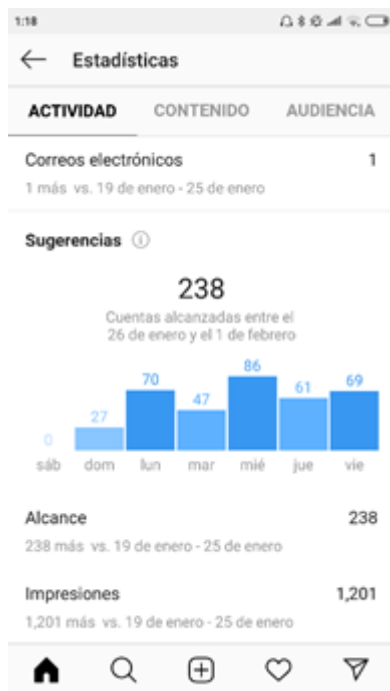 1:18
Estadísticas
ACTIVIDAD CONTENIDO AUDIENCIA
Correos electrónicos 1
1 más vs. 19 de enero - 25 de enero
Sugerencias
238
Cuentas alcanzadas entre el
26 de enero y el 1 de febrero
86
70
69
61
47
27
0
sáb dom lun mar mié jue vie
Alcance 238
238 más vs. 19 de enero - 25 de enero
Impresiones 1,201
1,201 más vs. 19 de enero - 25 de enero